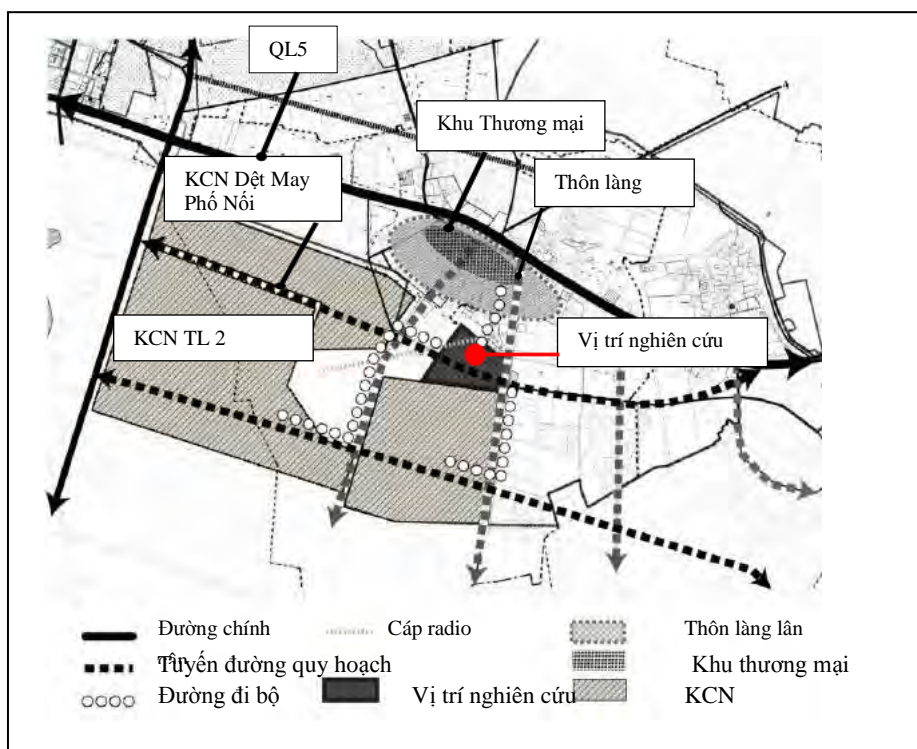 QL5
Khu Thương mại
KCN Dệt May
Phố Nối
Thôn làng
KCN TL 2
Vị trí nghiên cứu
Đường chính
Cáp radio
Thôn làng lân
Tuyến đường quy hoạch
Khu thương mại
Đường đi bộ
Vị trí nghiên cứu
KCN